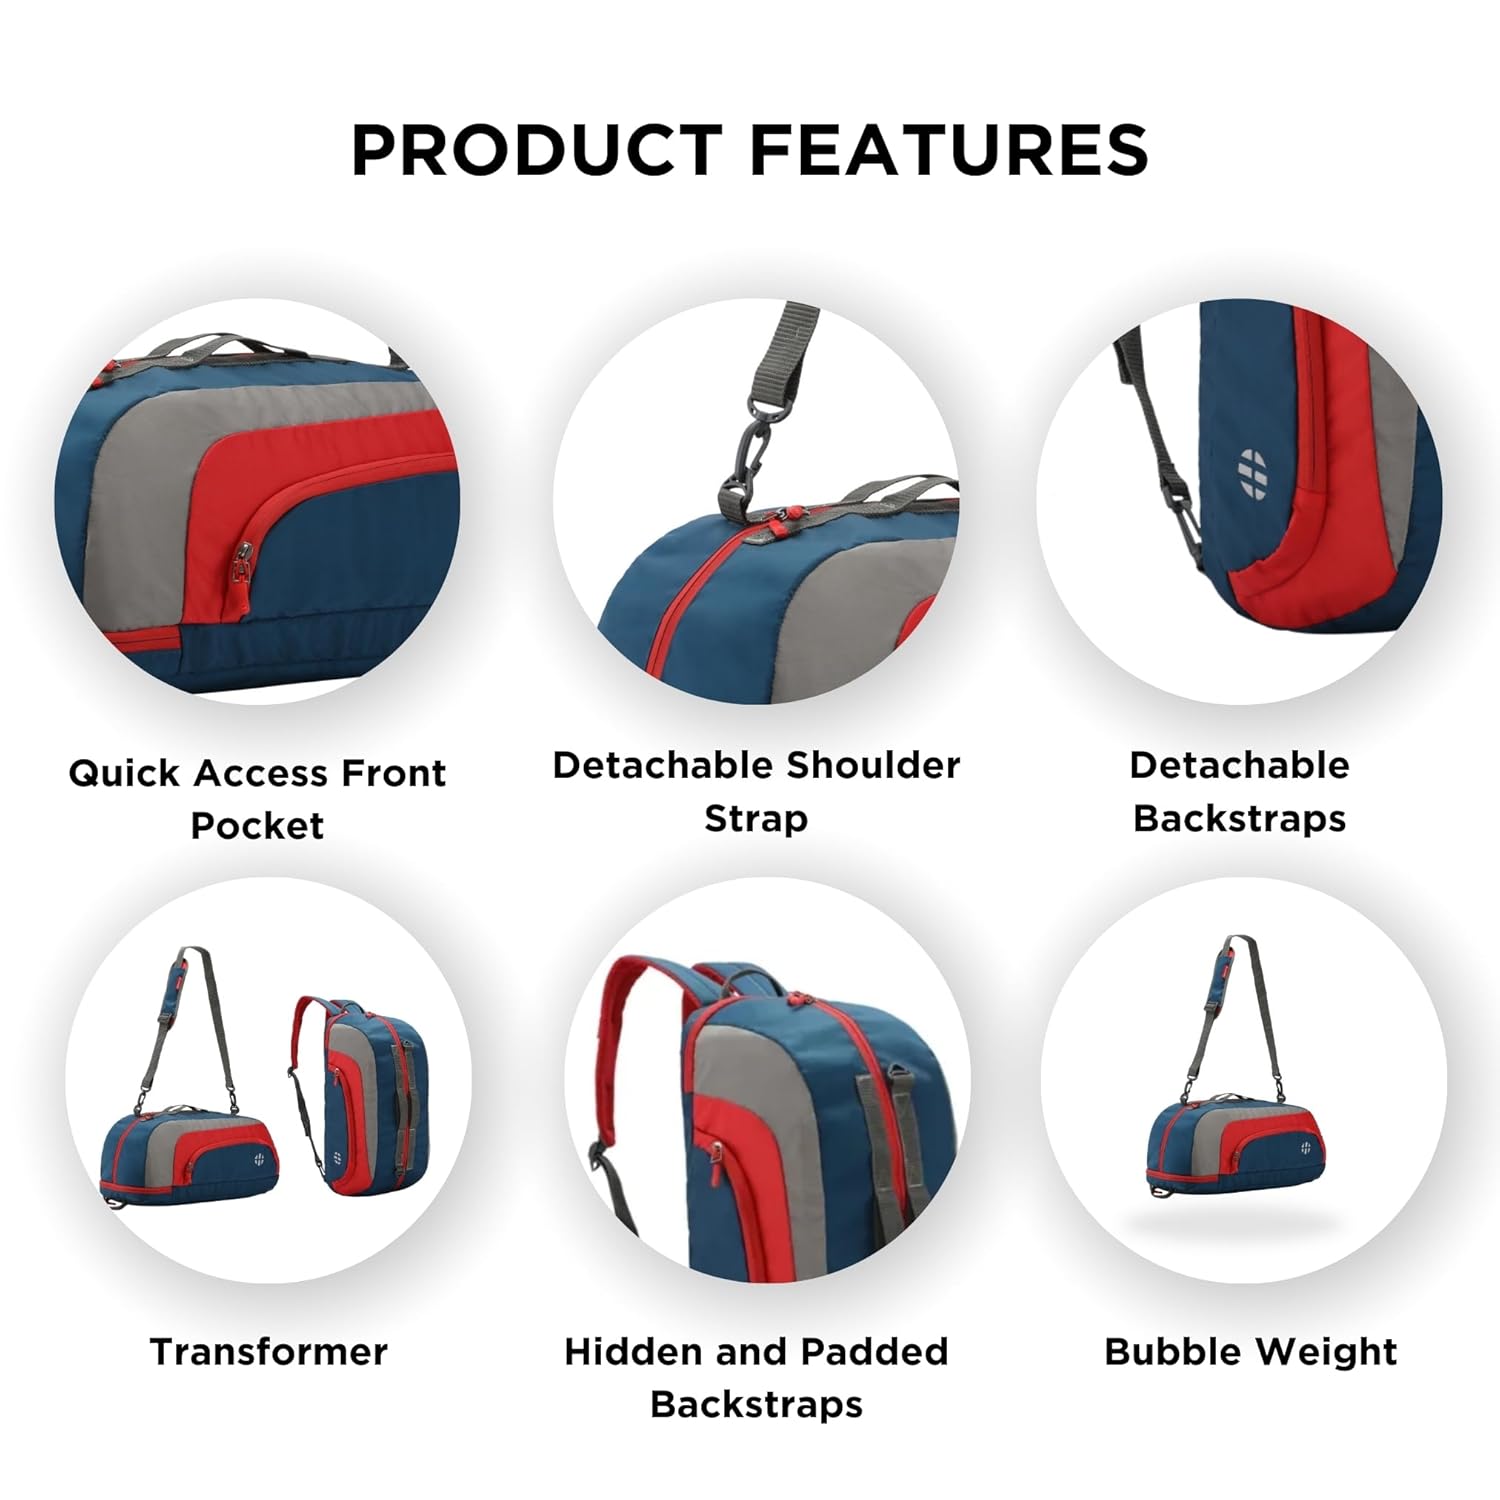 PRODUCT FEATURES
Quick Access Front
Pocket
Detachable Shoulder
Strap
Detachable
Backstraps
Transformer
Hidden and Padded
Backstraps
Bubble Weight